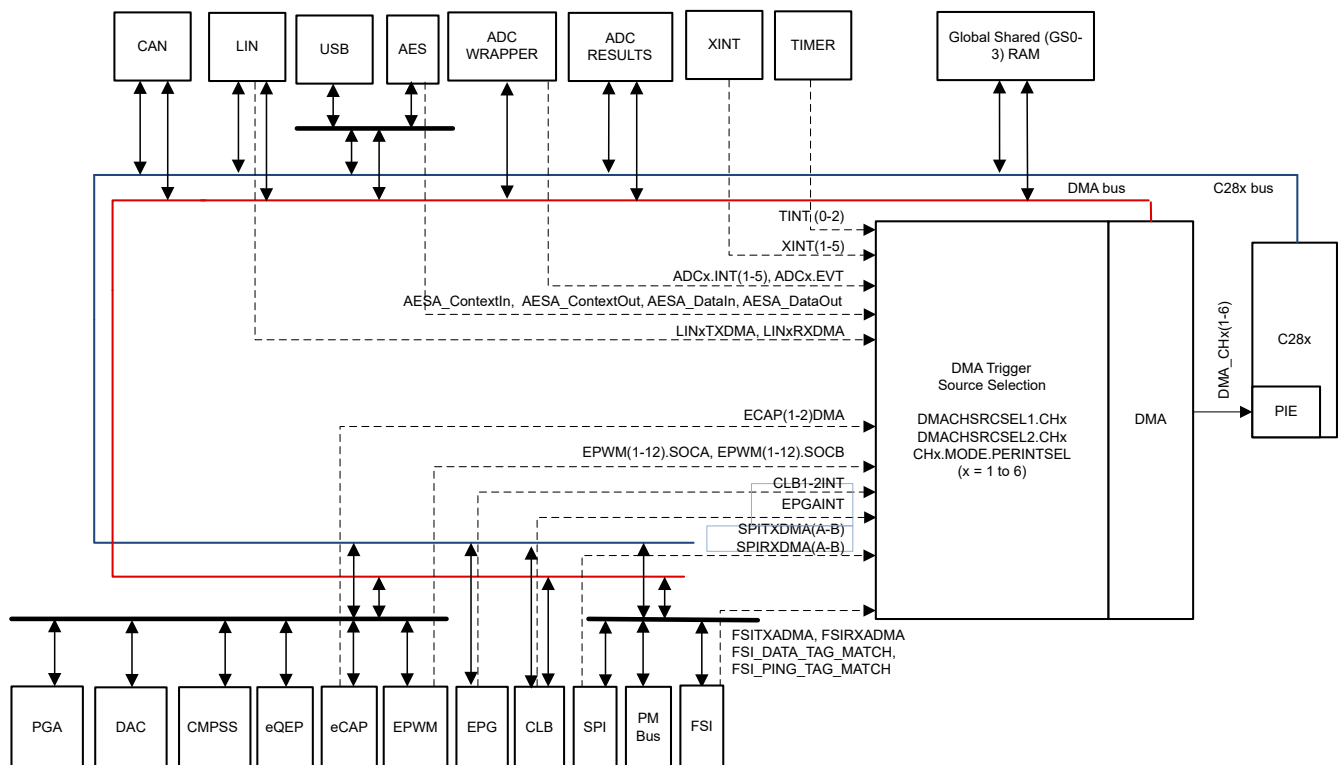 CAN
LIN
USB
AES
ADC
WRAPPER
ADC
RESULTS
XINT
TIMER
Global Shared (GS0-
3) RAM
DMA bus
C28x bus
TINT (0-2)
XINT(1-5)
ADCx.INT(1-5), ADCx.EVT
AESA_ContextIn, AESA_ContextOut, AESA_DataIn, AESA_DataOut
LINxTXDMA, LINxRXDMA
ECAP(1-2)DMA
EPWM(1-12).SOCA, EPWM(1-12).SOCB
CLB1-2INT
EPGAINT
SPITXDMA(A-B)
SPIRXDMA(A-B)
FSITXADMA, FSIRXADMA
FSI_DATA_TAG_MATCH,
FSI_PING_TAG_MATCH
DMA Trigger
Source Selection
DMACHSRCSEL1.CHx
DMACHSRCSEL2.CHx
CHx.MODE.PERINTSEL
(x = 1 to 6)
DMA
DMA_CHx(1-6)
C28x
PIE
PGA
DAC
CMPSS
eQEP
eCAP
EPWM
EPG
CLB
SPI
PM
Bus
FSI